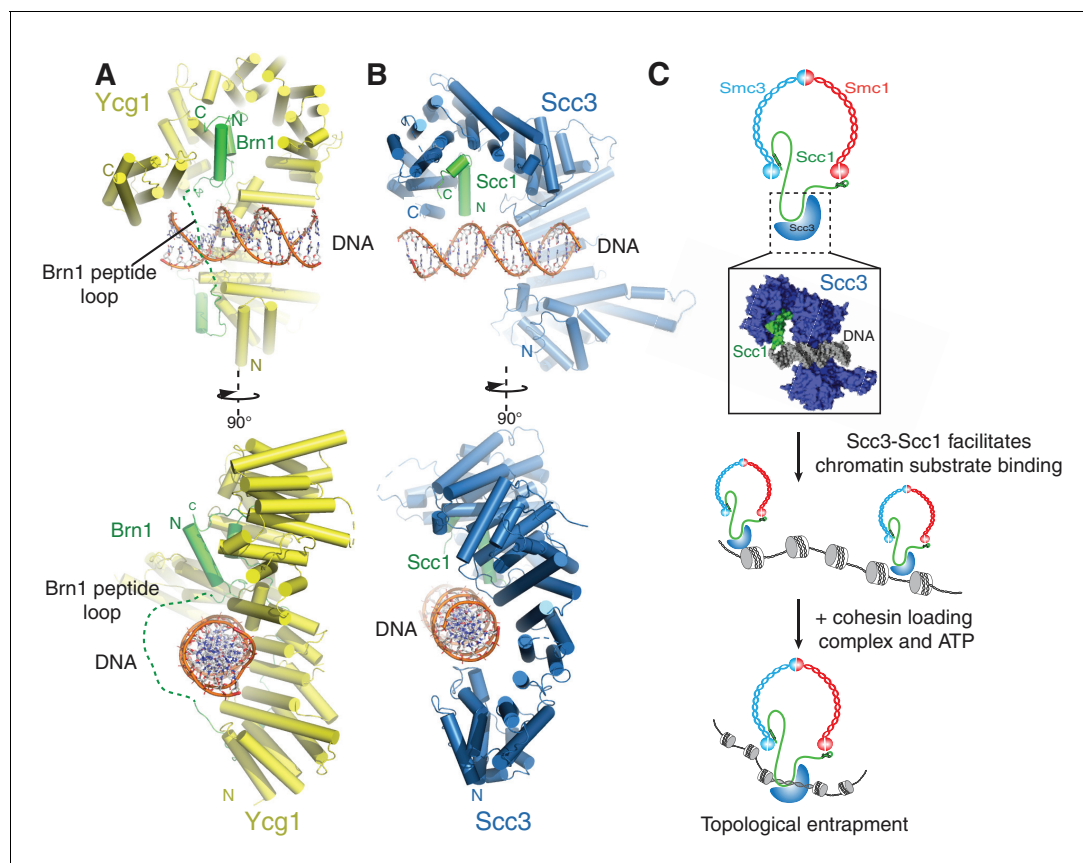 A
Ycg1
C
N
Brn1
C
DNA
Brn1 peptide
loop
N
90°
Brn1
N
C
Brn1 peptide
loop
DNA
N
Ycg1
B
Scc3
Scc1
C
N
C
DNA
N
90°
Scc1
DNA
N
Scc3
C
Smc3
Smc1
Scc1
Scc3
Scc3
DNA
Scc1
Scc3-Scc1 facilitates
chromatin substrate binding
+ cohesin loading
complex and ATP
Topological entrapment